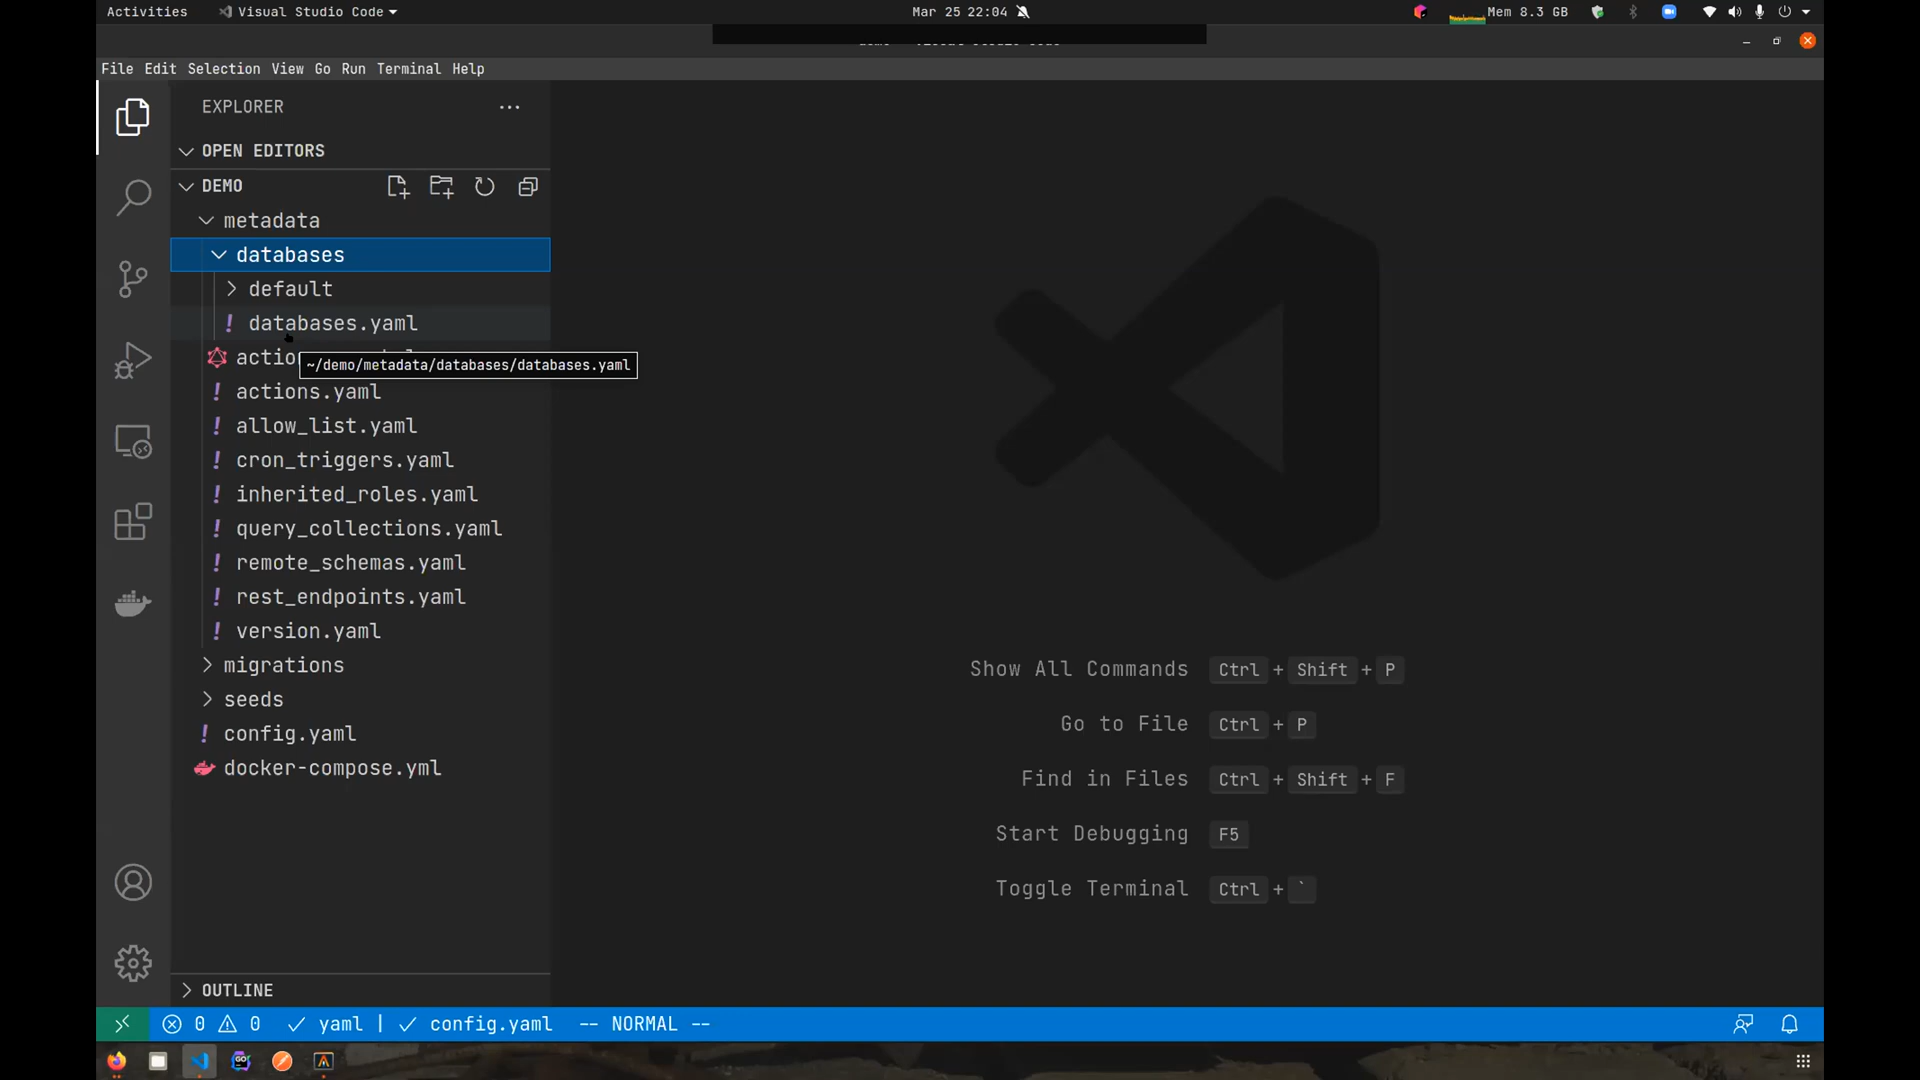 Activities Visual Studio Code Mar 25 22:04 Mem 8.3 GB
File Edit Selection View Go Run Terminal Help
EXPLORER
OPEN EDITORS
DEMO
metadata
databases
default
databases.yaml
~/demo/metadata/databases/databases.yaml
actions.yaml
allow_list.yaml
cron_triggers.yaml
inherited_roles.yaml
query_collections.yaml
remote_schemas.yaml
rest_endpoints.yaml
version.yaml
migrations
seeds
config.yaml
docker-compose.yml
Show All Commands Ctrl + Shift + P
Go to File Ctrl + P
Find in Files Ctrl + Shift + F
Start Debugging F5
Toggle Terminal Ctrl + `
OUTLINE
0 0 yaml | config.yaml -- NORMAL --
GO